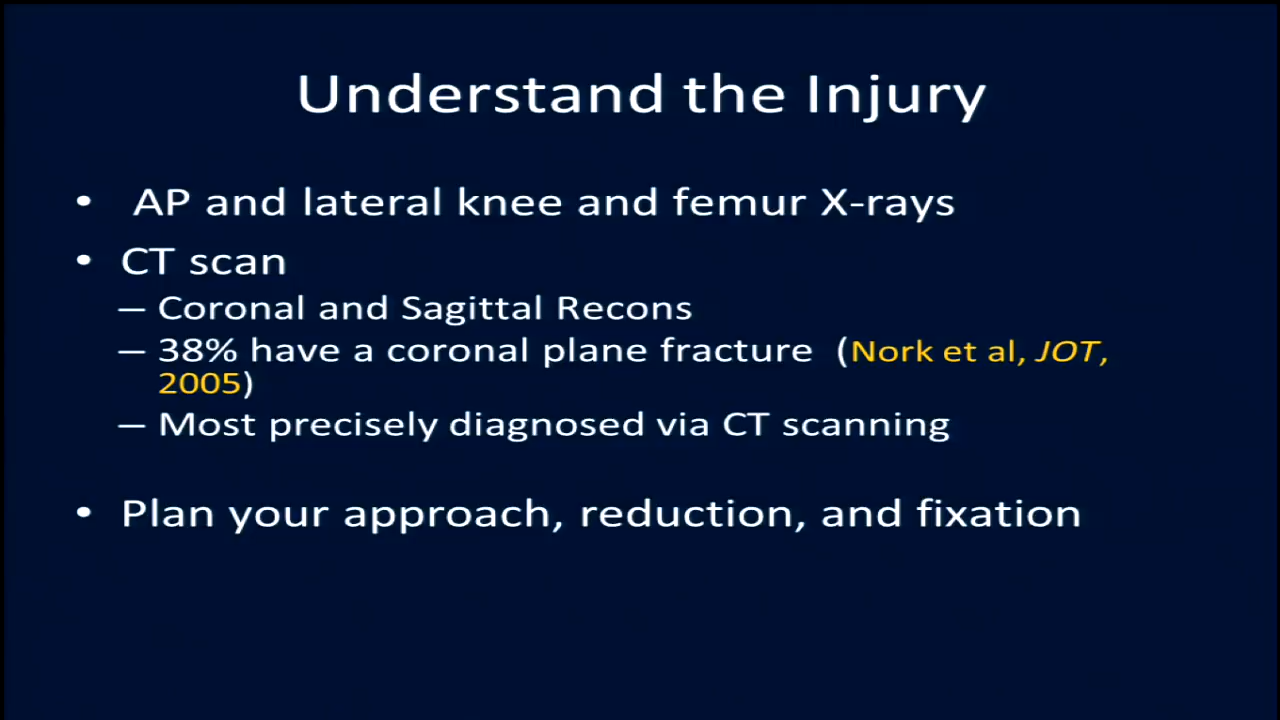 Understand the Injury
• AP and lateral knee and femur X-rays
• CT scan
– Coronal and Sagittal Recons
– 38% have a coronal plane fracture (Nork et al, JOT,
2005)
– Most precisely diagnosed via CT scanning
• Plan your approach, reduction, and fixation